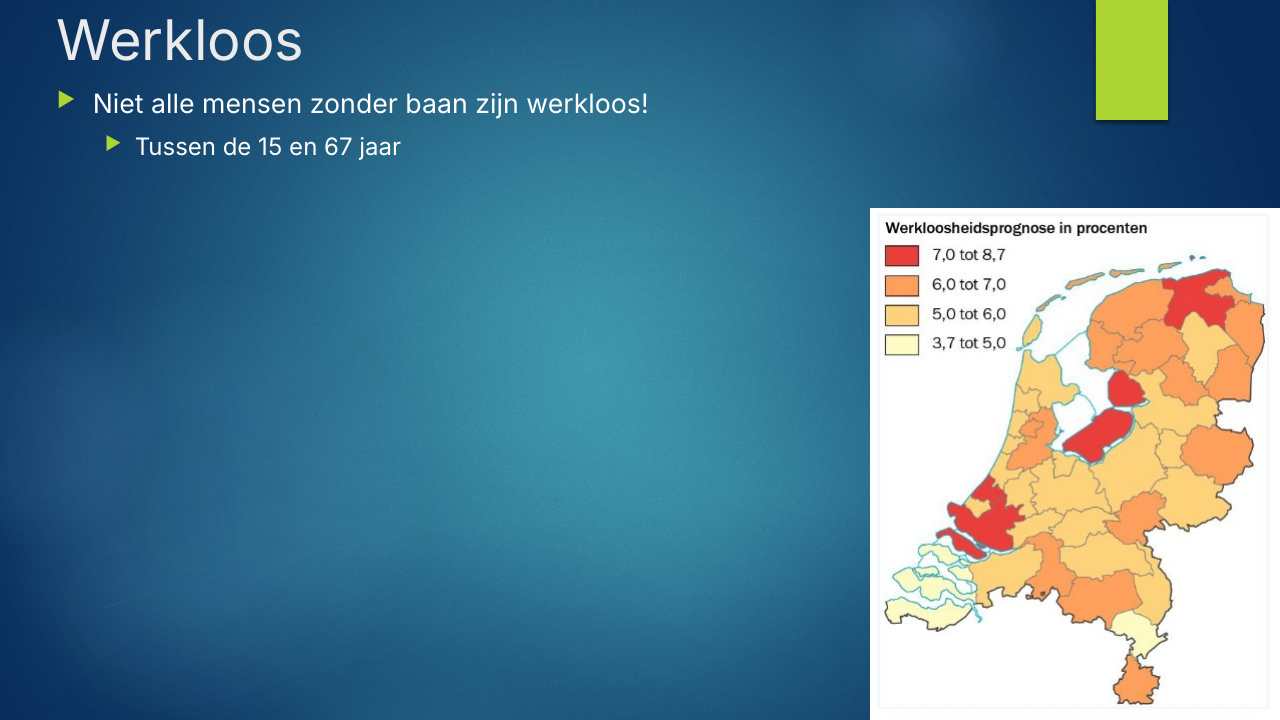 Werkloos
Niet alle mensen zonder baan zijn werkloos!
Tussen de 15 en 67 jaar
Werkloosheidsprognose in procenten
7,0 tot 8,7
6,0 tot 7,0
5,0 tot 6,0
3,7 tot 5,0